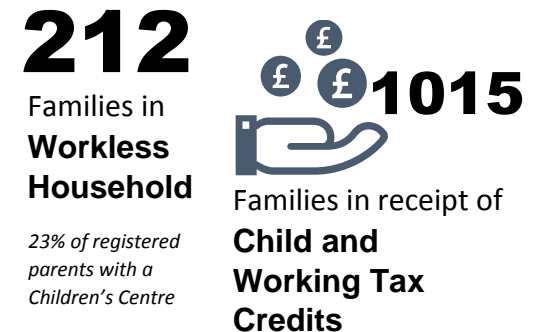 212
Families in
Workless
Household
23% of registered
parents with a
Children's Centre
£
£
£
1015
Families in receipt of
Child and
Working Tax
Credits